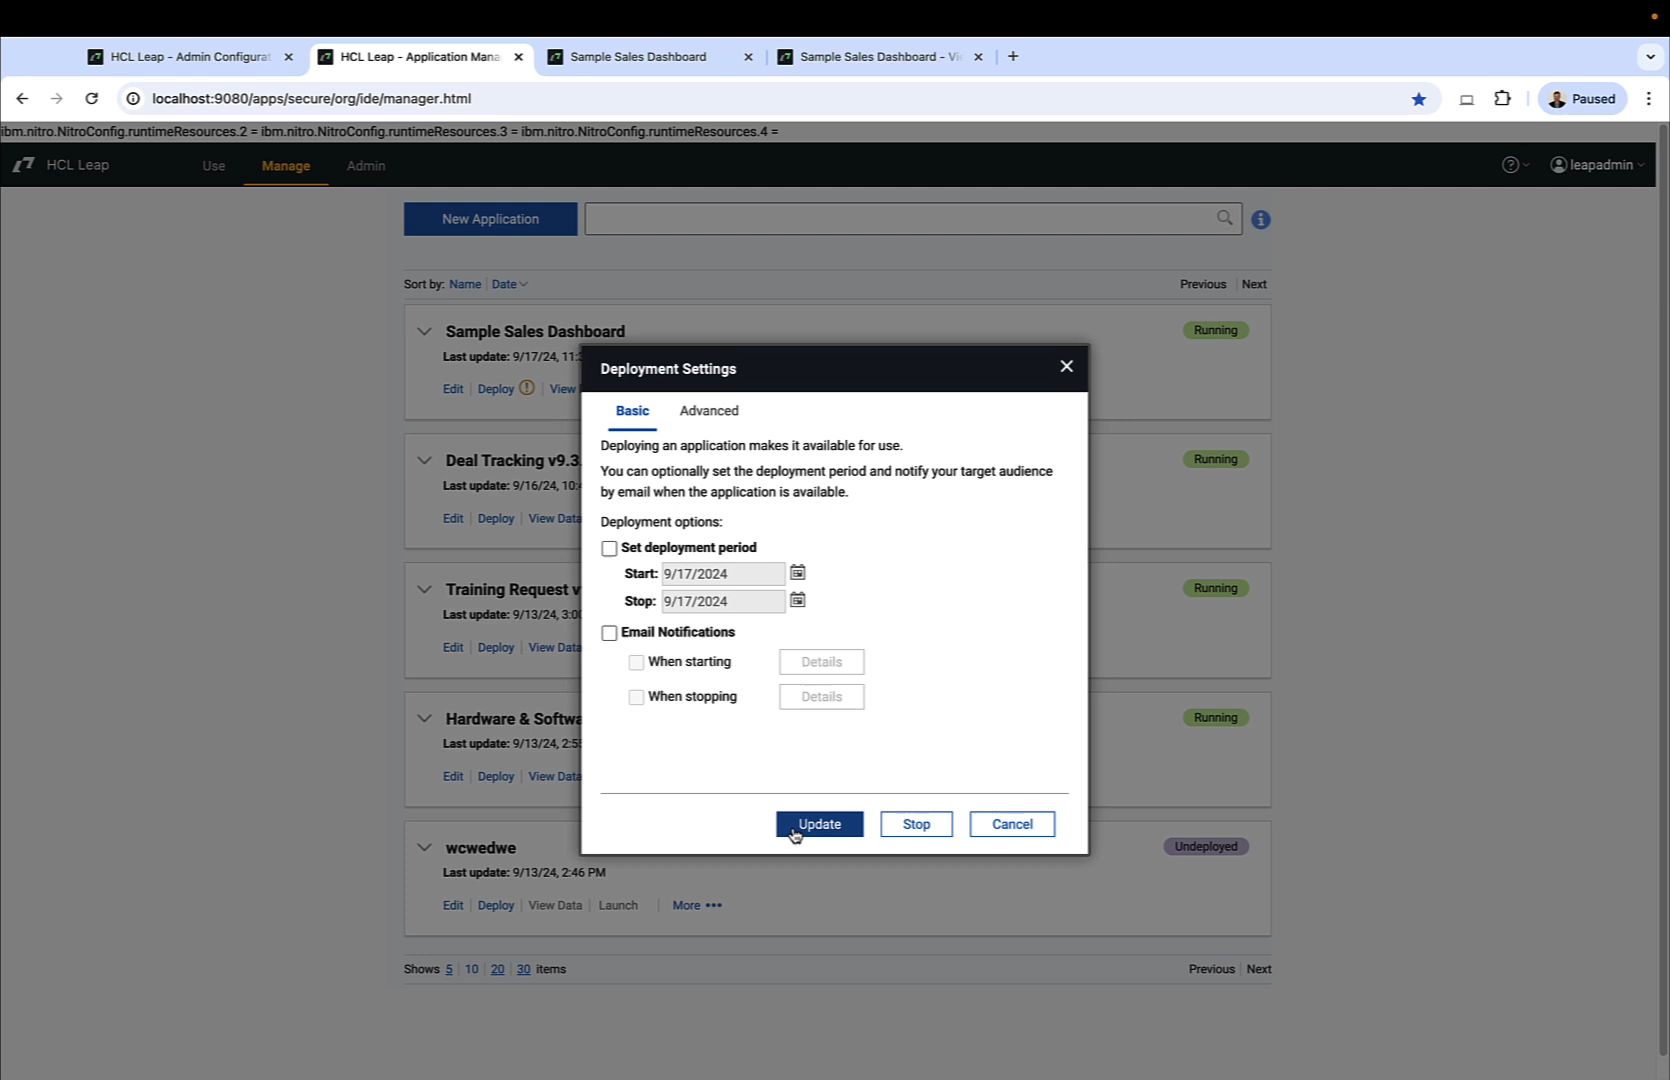 HCL Leap - Admin Configurat
HCL Leap - Application Mana
Sample Sales Dashboard
Sample Sales Dashboard - Vi
localhost:9080/apps/secure/org/ide/manager.html
Paused
ibm.nitro.NitroConfig.runtimeResources.2 = ibm.nitro.NitroConfig.runtimeResources.3 = ibm.nitro.NitroConfig.runtimeResources.4 =
HCL Leap
Use
Manage
Admin
leapadmin
New Application
Sort by: Name | Date
Previous | Next
Sample Sales Dashboard
Running
Last update: 9/17/24, 11:3
Edit | Deploy | View
Deal Tracking v9.3.
Running
Last update: 9/16/24, 10:4
Edit | Deploy | View Data
Training Request v
Running
Last update: 9/13/24, 3:00
Edit | Deploy | View Data
Hardware & Softwa
Running
Last update: 9/13/24, 2:55
Edit | Deploy | View Data
wcwedwe
Undeployed
Last update: 9/13/24, 2:46 PM
Edit | Deploy | View Data | Launch | More •••
Shows 5 | 10 | 20 | 30 items
Previous | Next
Deployment Settings
Basic
Advanced
Deploying an application makes it available for use.
You can optionally set the deployment period and notify your target audience
by email when the application is available.
Deployment options:
Set deployment period
Start: 9/17/2024
Stop: 9/17/2024
Email Notifications
When starting
Details
When stopping
Details
Update
Stop
Cancel